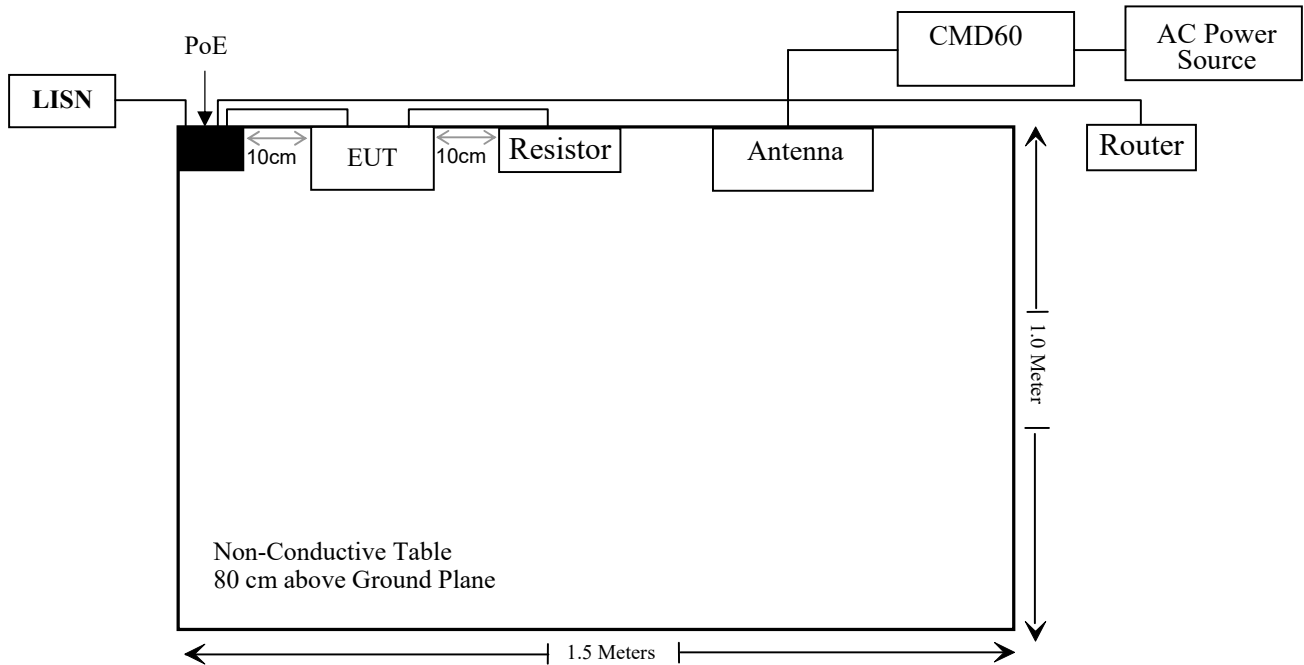 PoE
CMD60
AC Power
Source
LISN
10cm
EUT
10cm
Resistor
Antenna
Router
1.0 Meter
Non-Conductive Table
80 cm above Ground Plane
1.5 Meters